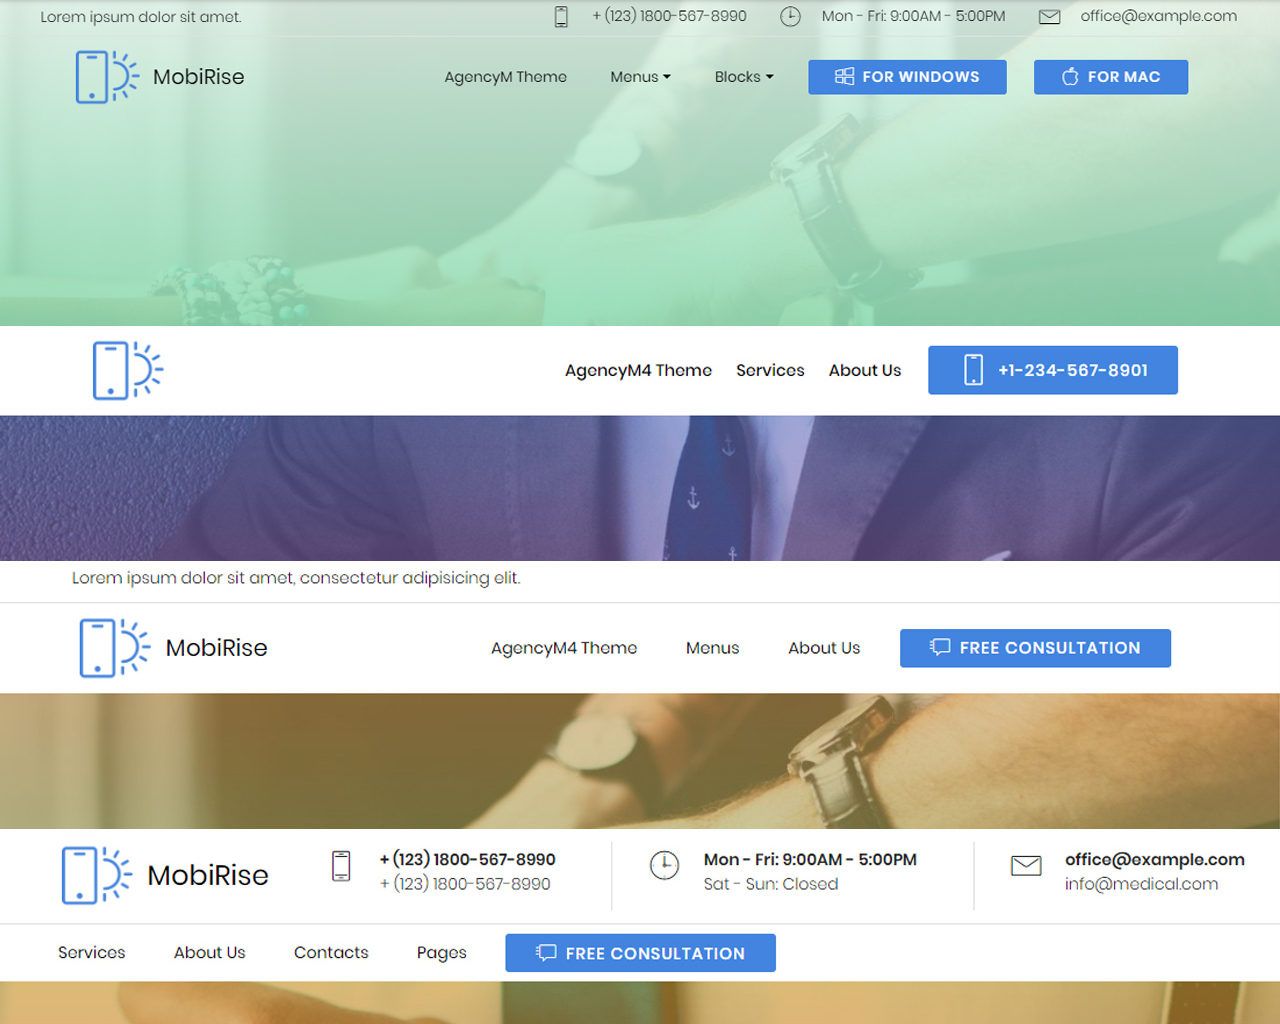 Lorem ipsum dolor sit amet. + (123) 1800-567-8990 Mon - Fri: 9:00AM - 5:00PM office@example.com
MobiRise AgencyM Theme Menus Blocks FOR WINDOWS FOR MAC
AgencyM4 Theme Services About Us +1-234-567-8901
Lorem ipsum dolor sit amet, consectetur adipisicing elit.
MobiRise AgencyM4 Theme Menus About Us FREE CONSULTATION
MobiRise + (123) 1800-567-8990 Mon - Fri: 9:00AM - 5:00PM office@example.com
+ (123) 1800-567-8990 Sat - Sun: Closed info@medical.com
Services About Us Contacts Pages FREE CONSULTATION